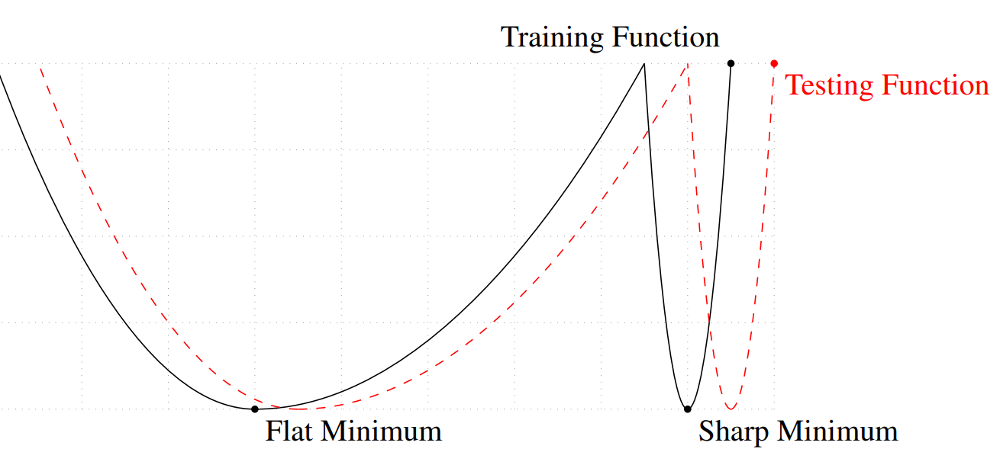 Training Function
Testing Function
Flat Minimum
Sharp Minimum